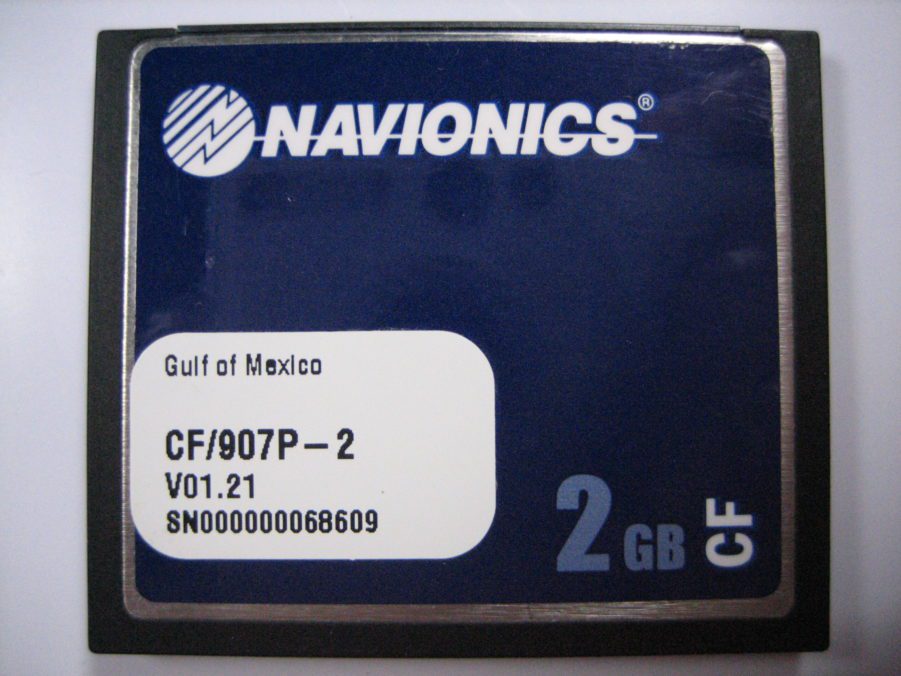 NAVIONICS®
Gulf of Mexico
CF/907P-2
V01.21
SN000000068609
2 GB CF